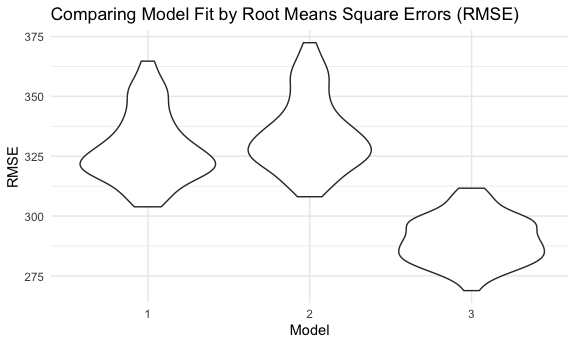 Comparing Model Fit by Root Means Square Errors (RMSE)
375
350
325
300
275
RMSE
1 2 3
Model